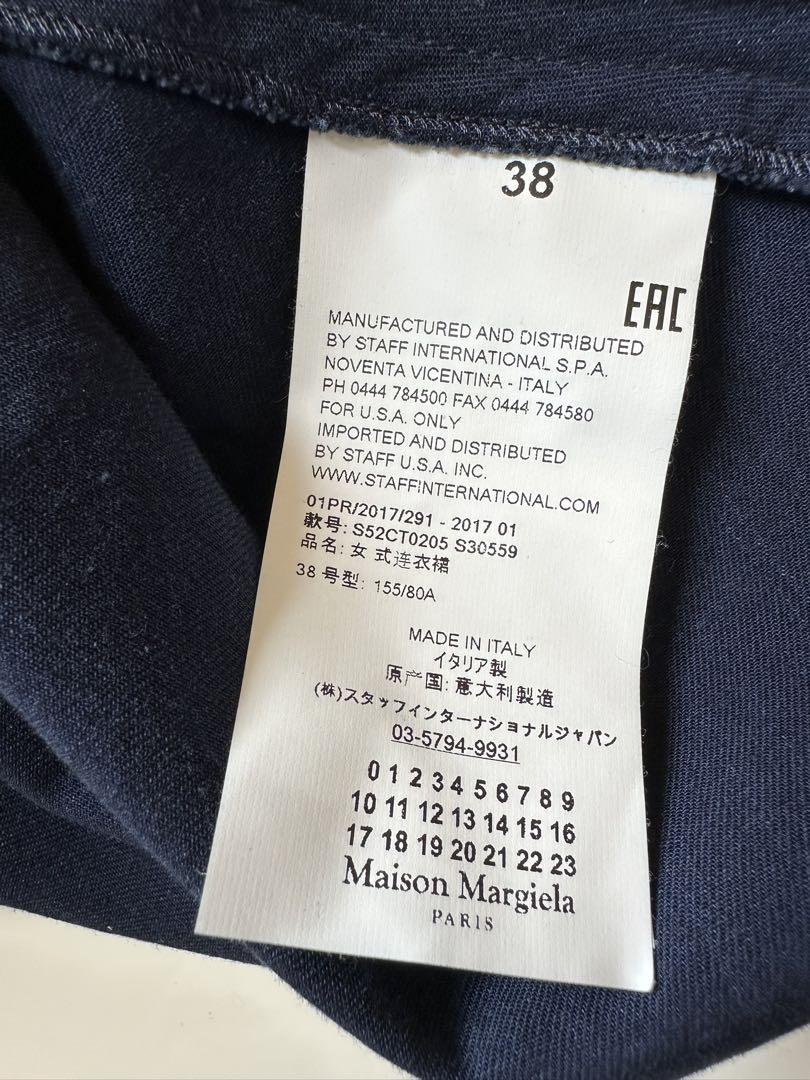 38
EAC
MANUFACTURED AND DISTRIBUTED
BY STAFF INTERNATIONAL S.P.A.
NOVENTA VICENTINA - ITALY
PH 0444 784500 FAX 0444 784580
FOR U.S.A. ONLY
IMPORTED AND DISTRIBUTED
BY STAFF U.S.A. INC.
WWW.STAFFINTERNATIONAL.COM
01PR/2017/291 - 2017 01
款号: S52CT0205 S30559
品名: 女 式连衣裙
38 号型: 155/80A
MADE IN ITALY
イタリア製
原产国: 意大利製造
(株)スタッフインターナショナルジャパン
03-5794-9931
0 1 2 3 4 5 6 7 8 9
10 11 12 13 14 15 16
17 18 19 20 21 22 23
Maison Margiela
PARIS